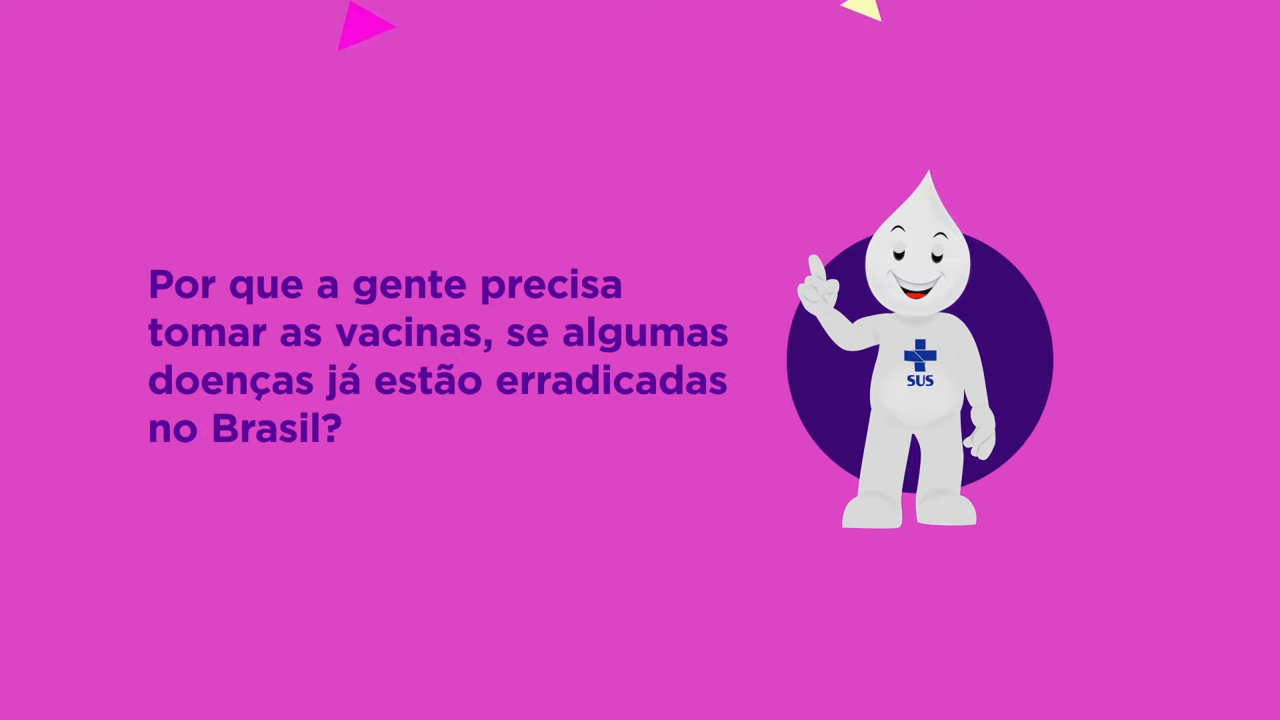 Por que a gente precisa
tomar as vacinas, se algumas
doenças já estão erradicadas
no Brasil?
SUS